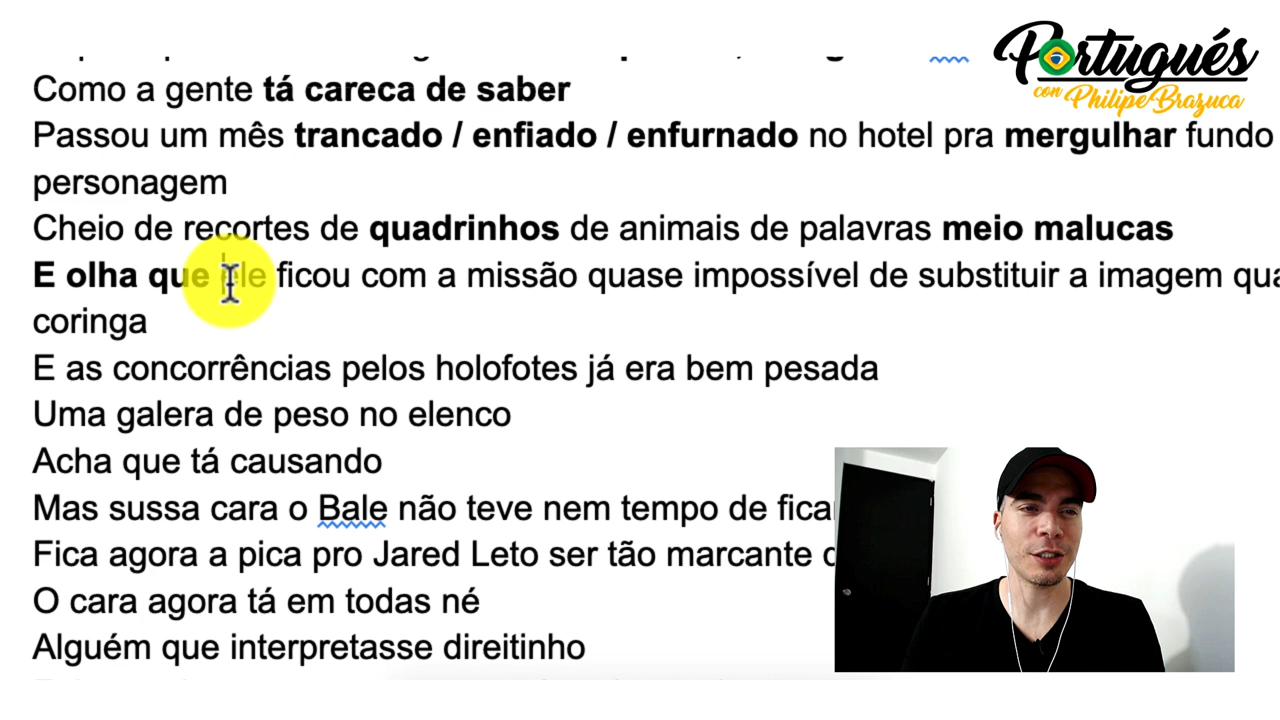 Portugués
con PhilipeBrazuca
Como a gente tá careca de saber
Passou um mês trancado / enfiado / enfurnado no hotel pra mergulhar fundo
personagem
Cheio de recortes de quadrinhos de animais de palavras meio malucas
E olha que ele ficou com a missão quase impossível de substituir a imagem
coringa
E as concorrências pelos holofotes já era bem pesada
Uma galera de peso no elenco
Acha que tá causando
Mas sussa cara o Bale não teve nem tempo de
Fica agora a pica pro Jared Leto ser tão marcante
O cara agora tá em todas né
Alguém que interpretasse direitinho